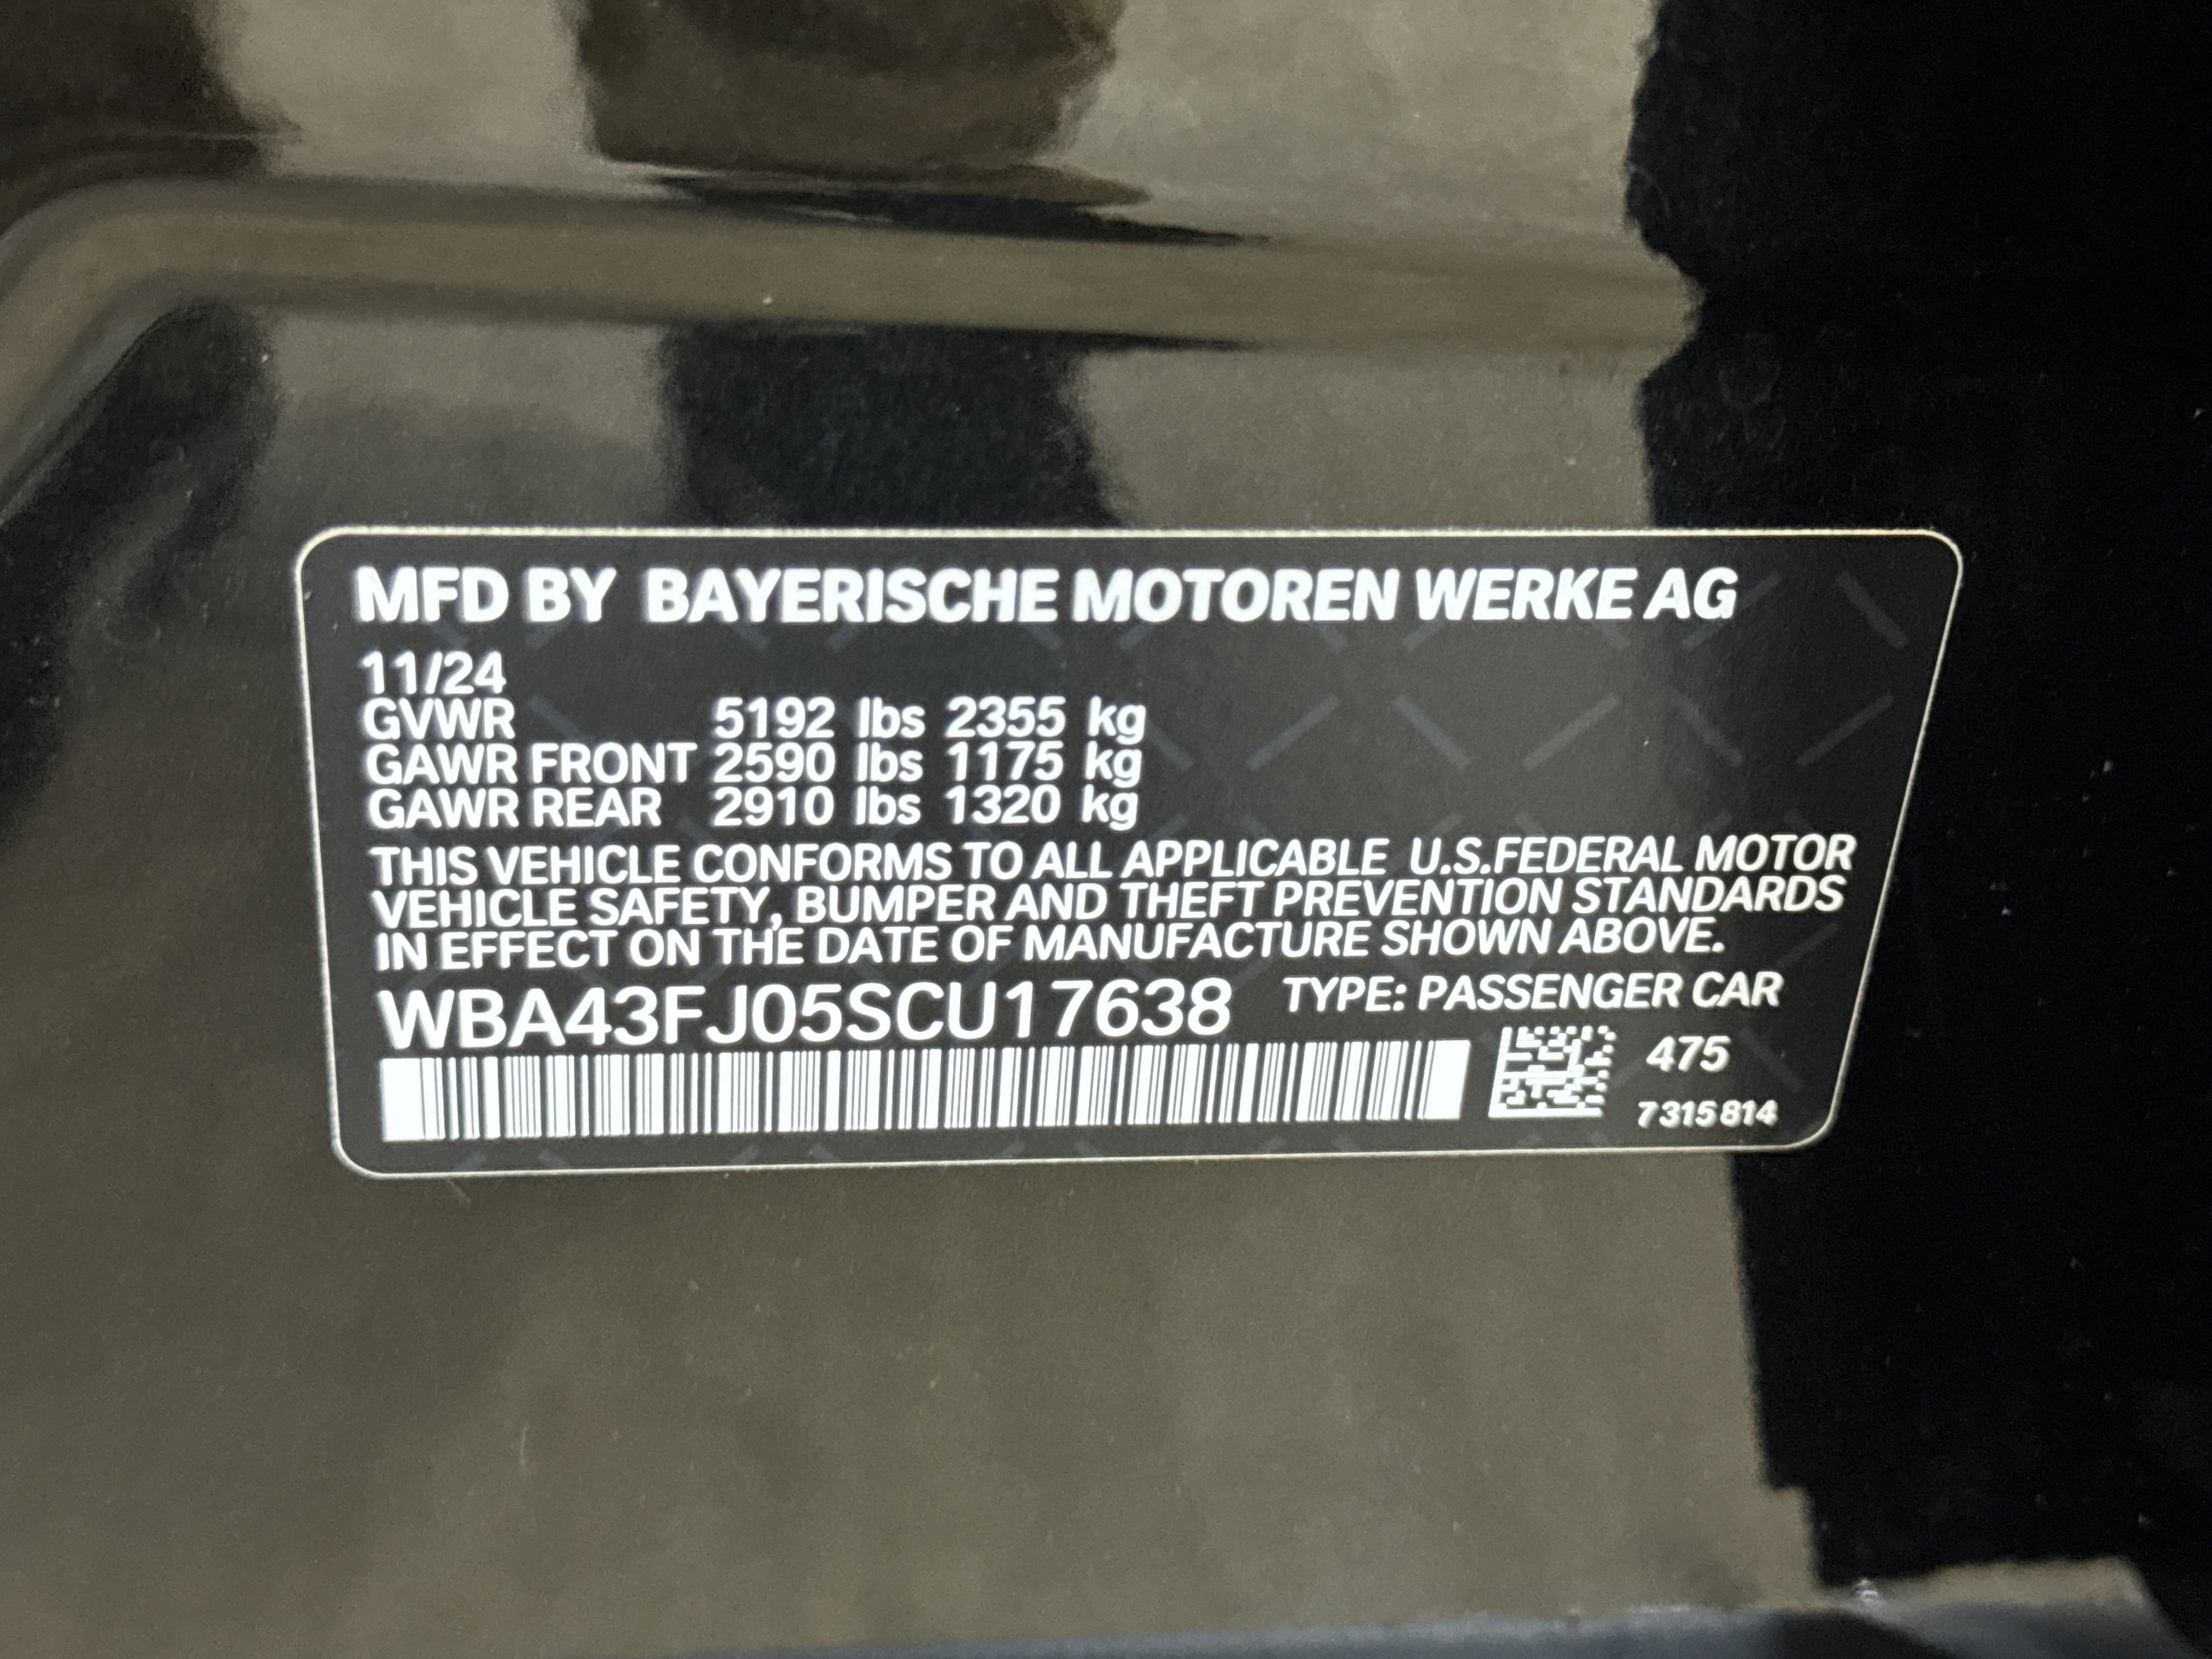 MFD BY BAYERISCHE MOTOREN WERKE AG
11/24
GVWR 5192 lbs 2355 kg
GAWR FRONT 2590 lbs 1175 kg
GAWR REAR 2910 lbs 1320 kg
THIS VEHICLE CONFORMS TO ALL APPLICABLE U.S.FEDERAL MOTOR
VEHICLE SAFETY, BUMPER AND THEFT PREVENTION STANDARDS
IN EFFECT ON THE DATE OF MANUFACTURE SHOWN ABOVE.
WBA43FJ05SCU17638 TYPE: PASSENGER CAR
475
7315814